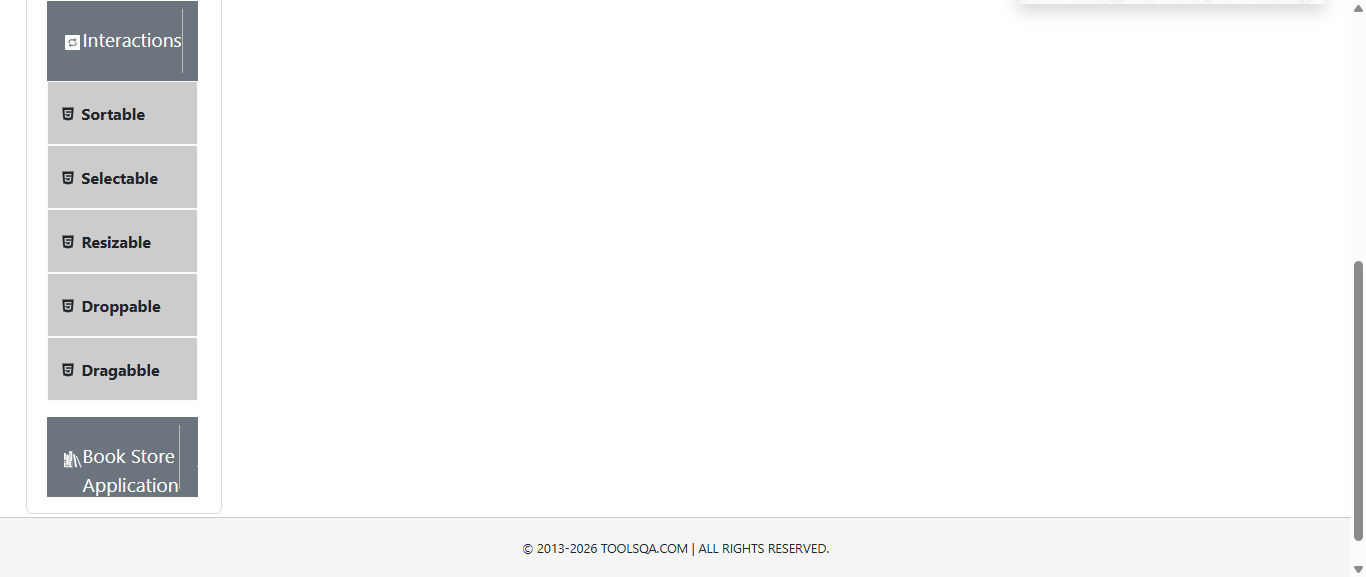 Interactions
Sortable
Selectable
Resizable
Droppable
Dragabble
Book Store
Application
© 2013-2026 TOOLSQA.COM | ALL RIGHTS RESERVED.